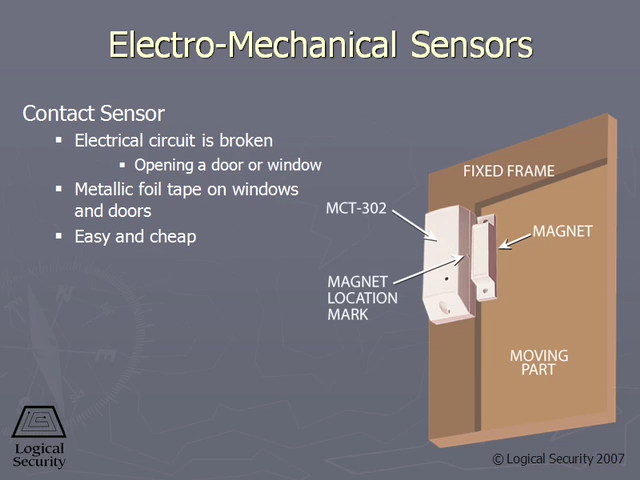 Electro-Mechanical Sensors
Contact Sensor
Electrical circuit is broken
Opening a door or window
Metallic foil tape on windows
and doors
Easy and cheap
FIXED FRAME
MCT-302
MAGNET
MAGNET
LOCATION
MARK
MOVING
PART
Logical
Security
© Logical Security 2007